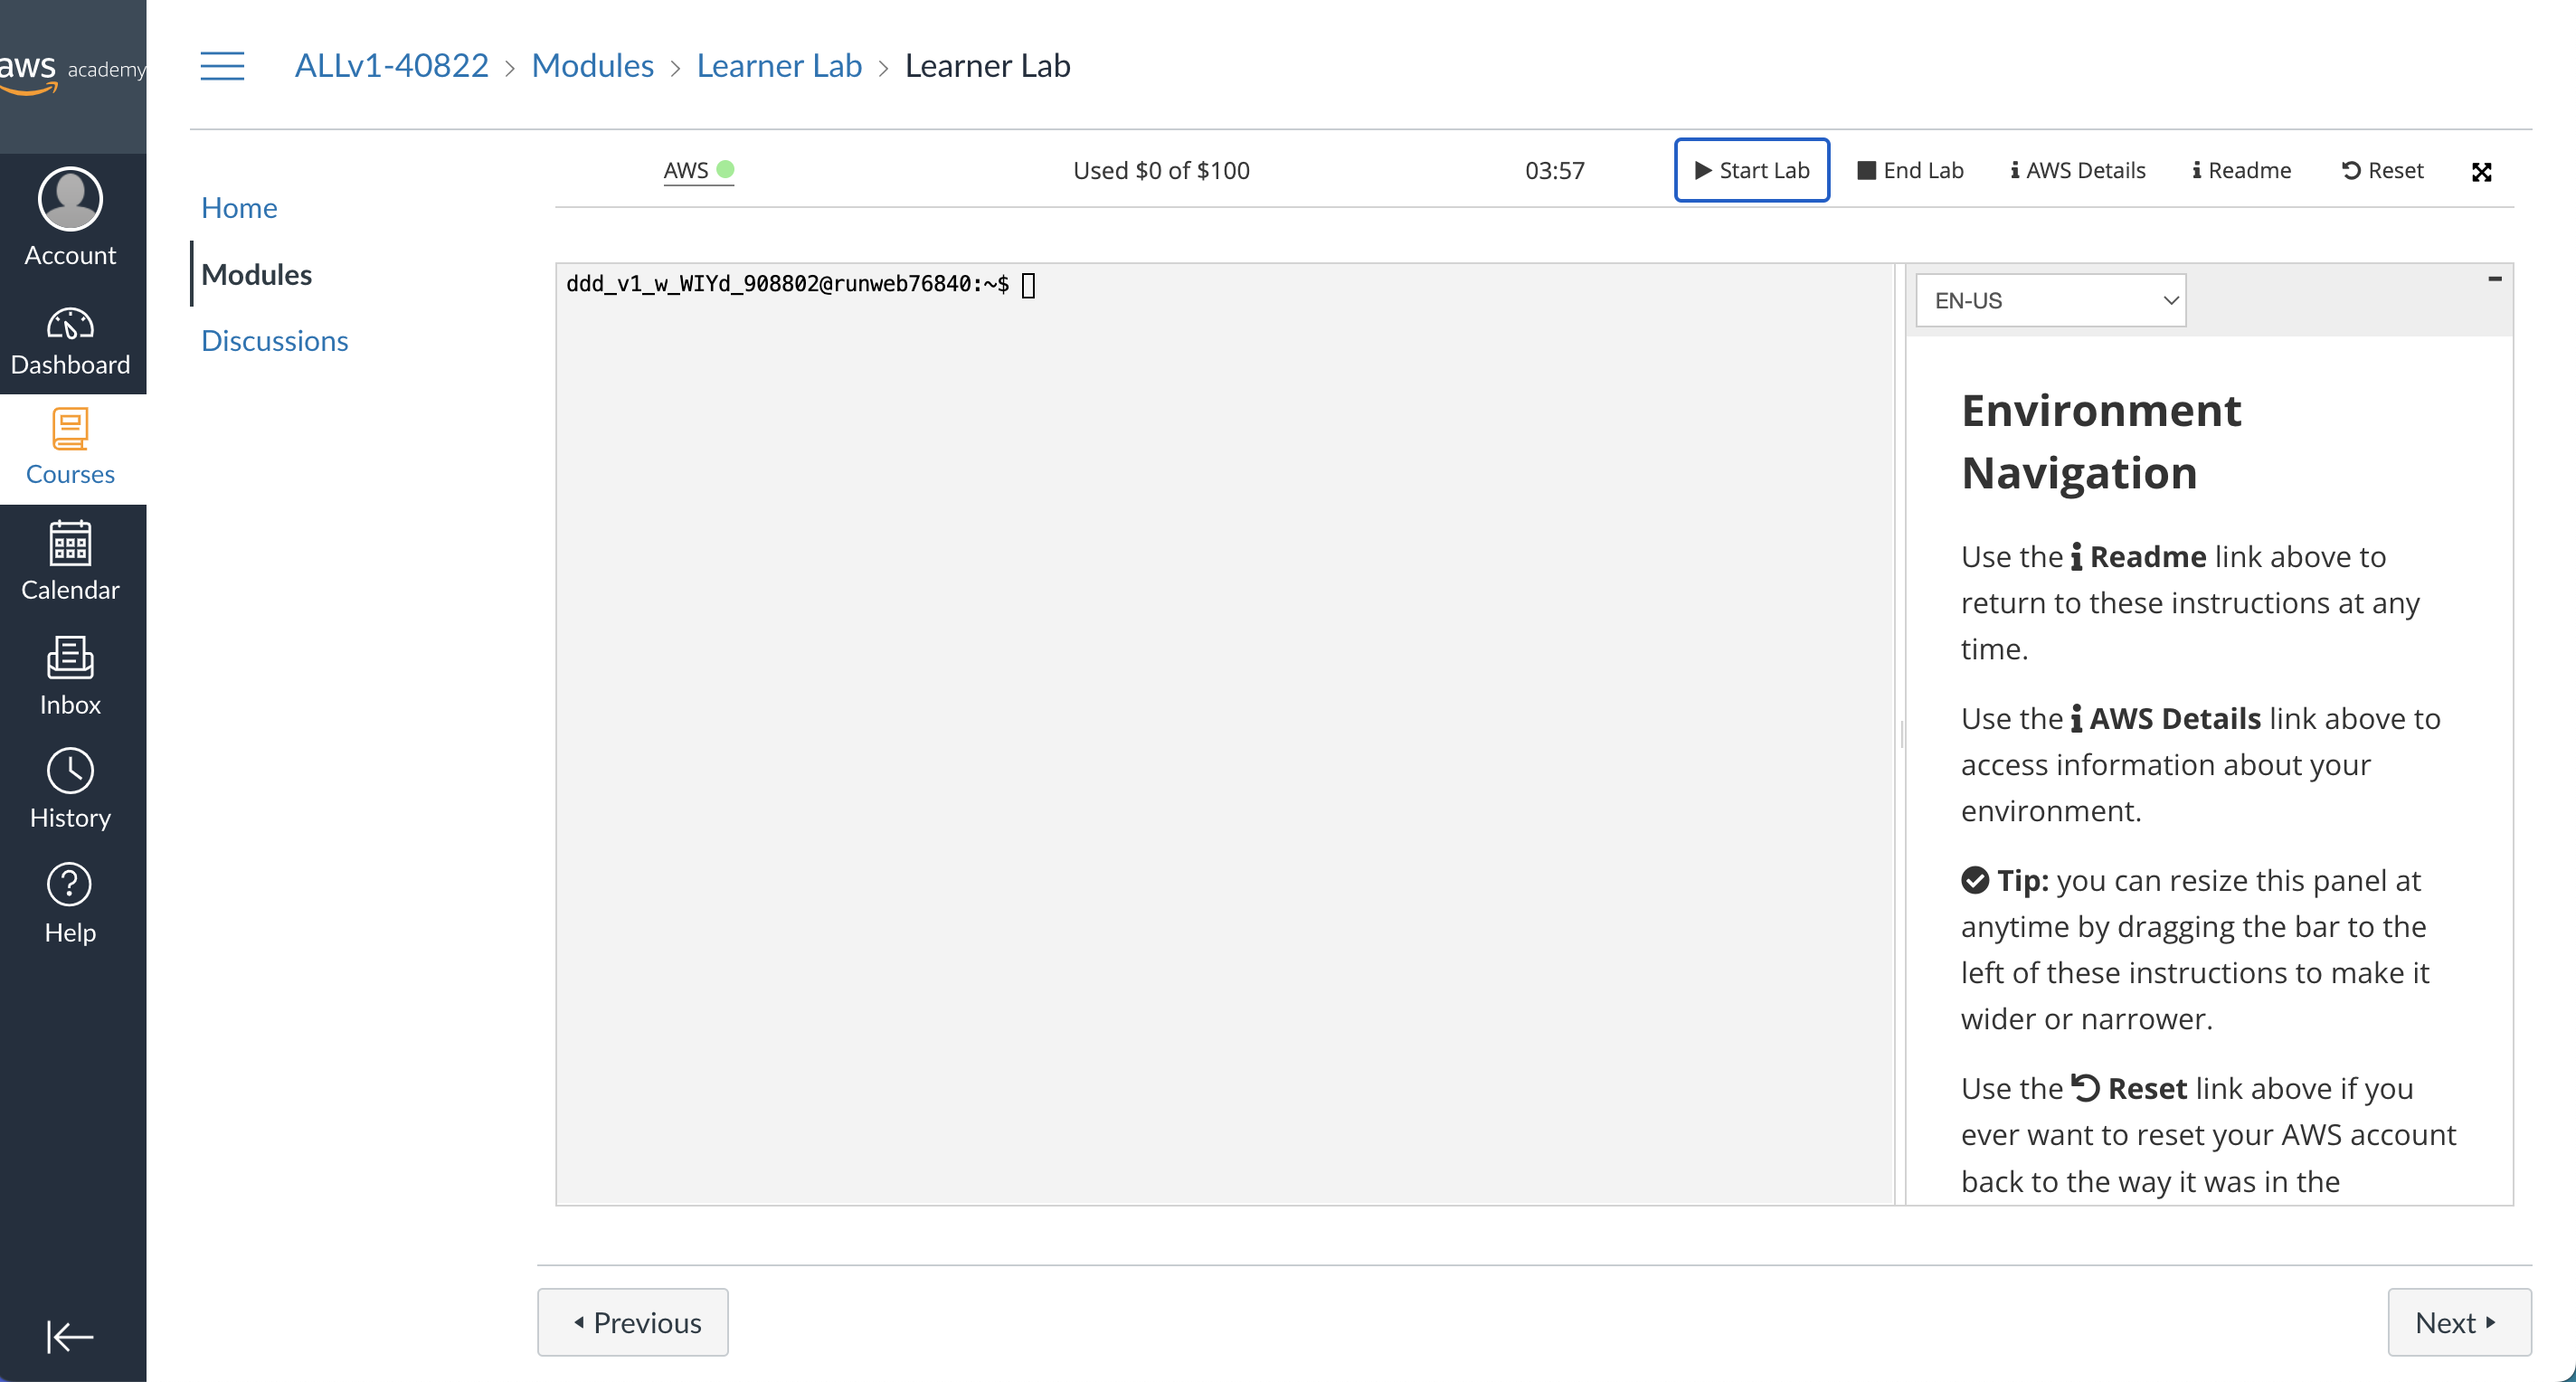 aws academy
ALLv1-40822 > Modules > Learner Lab > Learner Lab
Account
Dashboard
Courses
Calendar
Inbox
History
Help
Home
Modules
Discussions
AWS
Used $0 of $100
03:57
Start Lab
End Lab
AWS Details
Readme
Reset
ddd_v1_w_WIYd_908802@runweb76840:~$
EN-US
Environment
Navigation
Use the i Readme link above to
return to these instructions at any
time.
Use the i AWS Details link above to
access information about your
environment.
Tip: you can resize this panel at
anytime by dragging the bar to the
left of these instructions to make it
wider or narrower.
Use the Reset link above if you
ever want to reset your AWS account
back to the way it was in the
Previous
Next